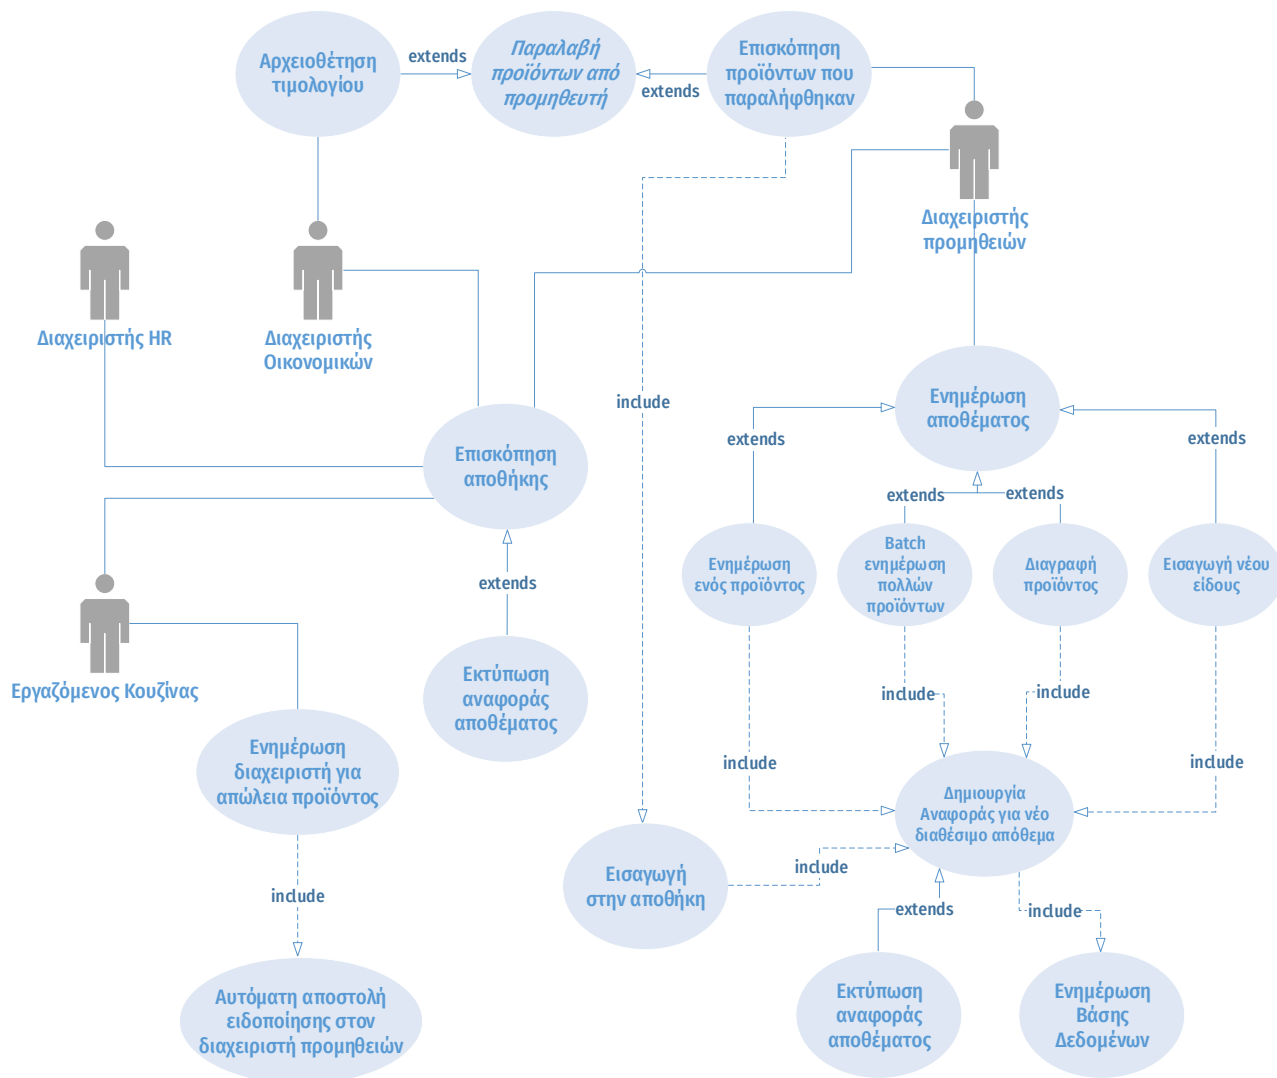 Αρχειοθέτηση
τιμολογίου
extends
Παραλαβή
προϊόντων από
προμηθευτή
extends
Επισκόπηση
προϊόντων που
παραλήφθηκαν
Διαχειριστής
προμηθειών
Διαχειριστής HR
Διαχειριστής
Οικονομικών
include
Ενημέρωση
αποθέματος
extends
extends
Επισκόπηση
αποθήκης
extends
extends
Ενημέρωση
ενός προϊόντος
Batch
ενημέρωση
πολλών
προϊόντων
Διαγραφή
προϊόντος
Εισαγωγή νέου
είδους
extends
Εργαζόμενος Κουζίνας
Εκτύπωση
αναφοράς
αποθέματος
include
include
Ενημέρωση
διαχειριστή για
απώλεια προϊόντος
include
include
Δημιουργία
Αναφοράς για νέο
διαθέσιμο απόθεμα
include
Εισαγωγή
στην αποθήκη
include
extends
include
Αυτόματη αποστολή
ειδοποίησης στον
διαχειριστή προμηθειών
Εκτύπωση
αναφοράς
αποθέματος
Ενημέρωση
Βάσης
Δεδομένων